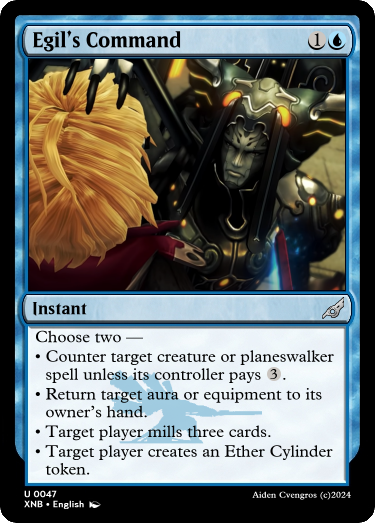 Egil's Command 1
Instant
Choose two —
• Counter target creature or planeswalker
spell unless its controller pays 3.
• Return target aura or equipment to its
owner's hand.
• Target player mills three cards.
• Target player creates an Ether Cylinder
token.
U 0047
XNB • English
Aiden Cvengros (c)2024